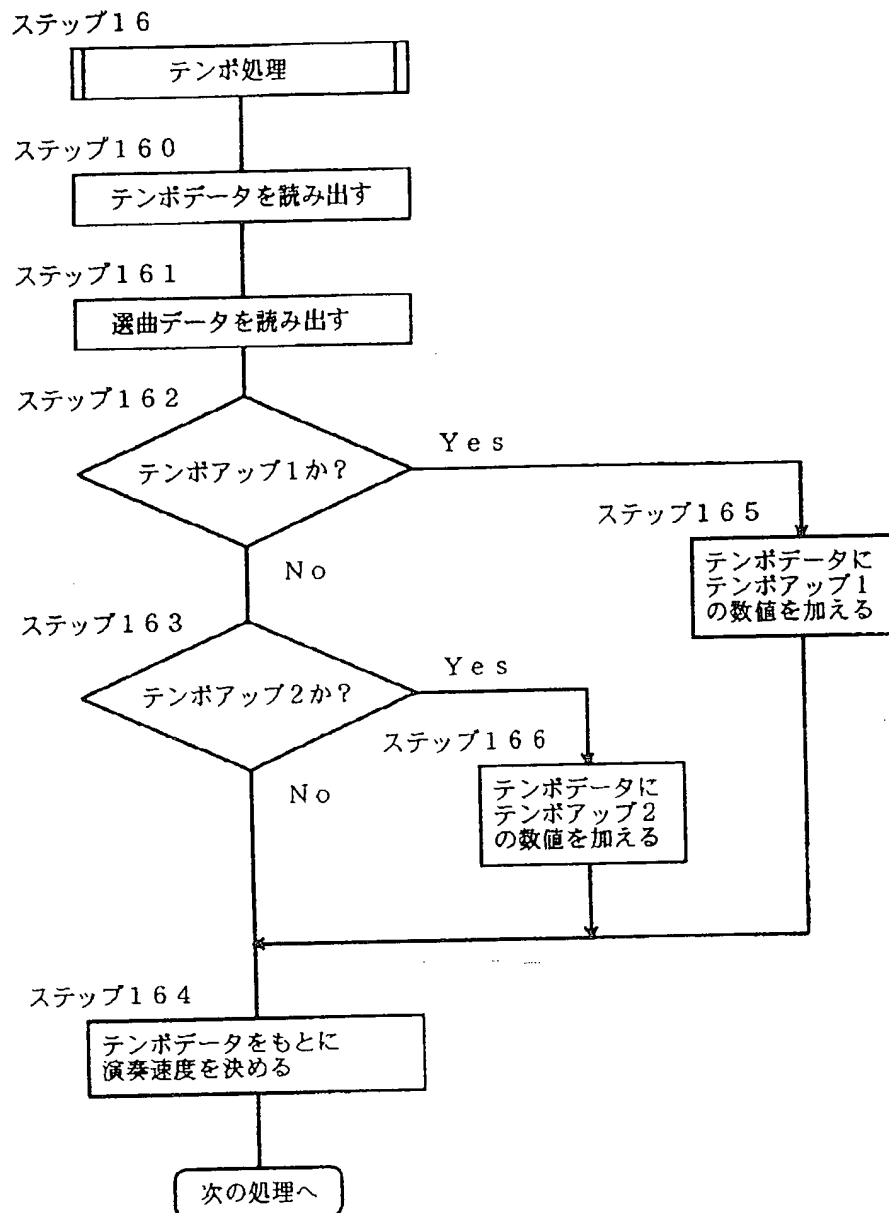 ステップ16
テンポ処理
ステップ160
テンポデータを読み出す
ステップ161
選曲データを読み出す
ステップ162
テンポアップ1か？
Yes
No
ステップ165
テンポデータに
テンポアップ1
の数値を加える
ステップ163
テンポアップ2か？
Yes
No
ステップ166
テンポデータに
テンポアップ2
の数値を加える
ステップ164
テンポデータをもとに
演奏速度を決める
次の処理へ